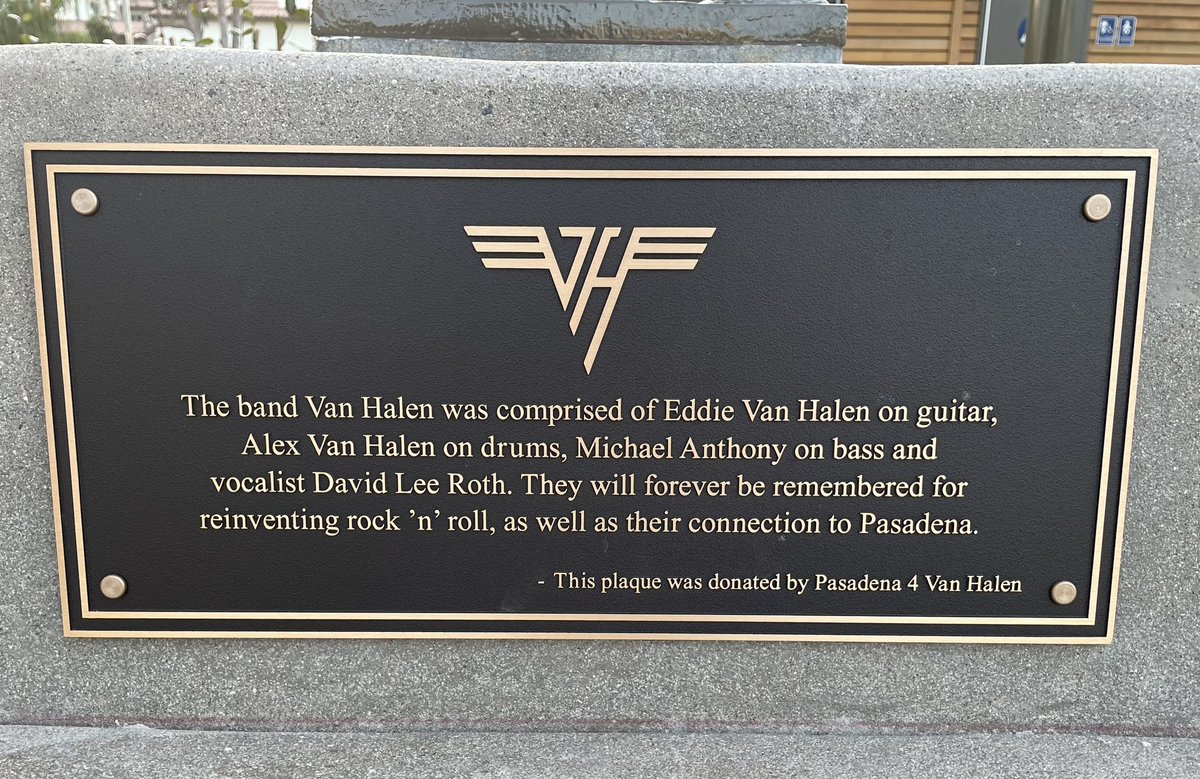 VH
The band Van Halen was comprised of Eddie Van Halen on guitar,
Alex Van Halen on drums, Michael Anthony on bass and
vocalist David Lee Roth. They will forever be remembered for
reinventing rock ’n’ roll, as well as their connection to Pasadena.
- This plaque was donated by Pasadena 4 Van Halen